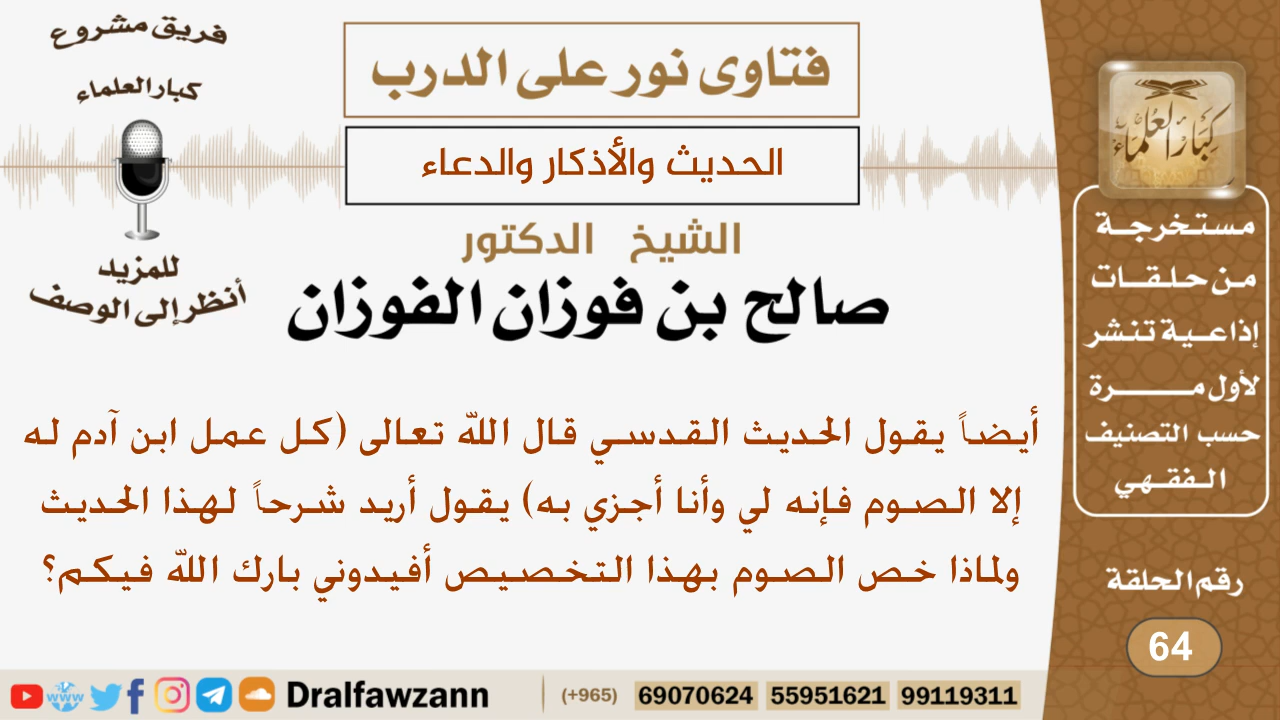 فريق مشروع
كبار العلماء
فتاوى نور على الدرب
الحديث والأذكار والدعاء
الشيخ الدكتور
صالح بن فوزان الفوزان
للمزيد
أنظر إلى الوصف
أيضاً يقول الحديث القدسي قال الله تعالى (كل عمل ابن آدم له
إلا الصوم فإنه لي وأنا أجزي به) يقول أريد شرحاً لهذا الحديث
ولماذا خص الصوم بهذا التخصيص أفيدوني بارك الله فيكم؟
كبار العلماء
مستخرجة
من حلقات
إذاعية تنشر
لأول مرة
حسب التصنيف
الفقهي
رقم الحلقة
64
www Dralfawzann (+965) 69070624 55951621 99119311